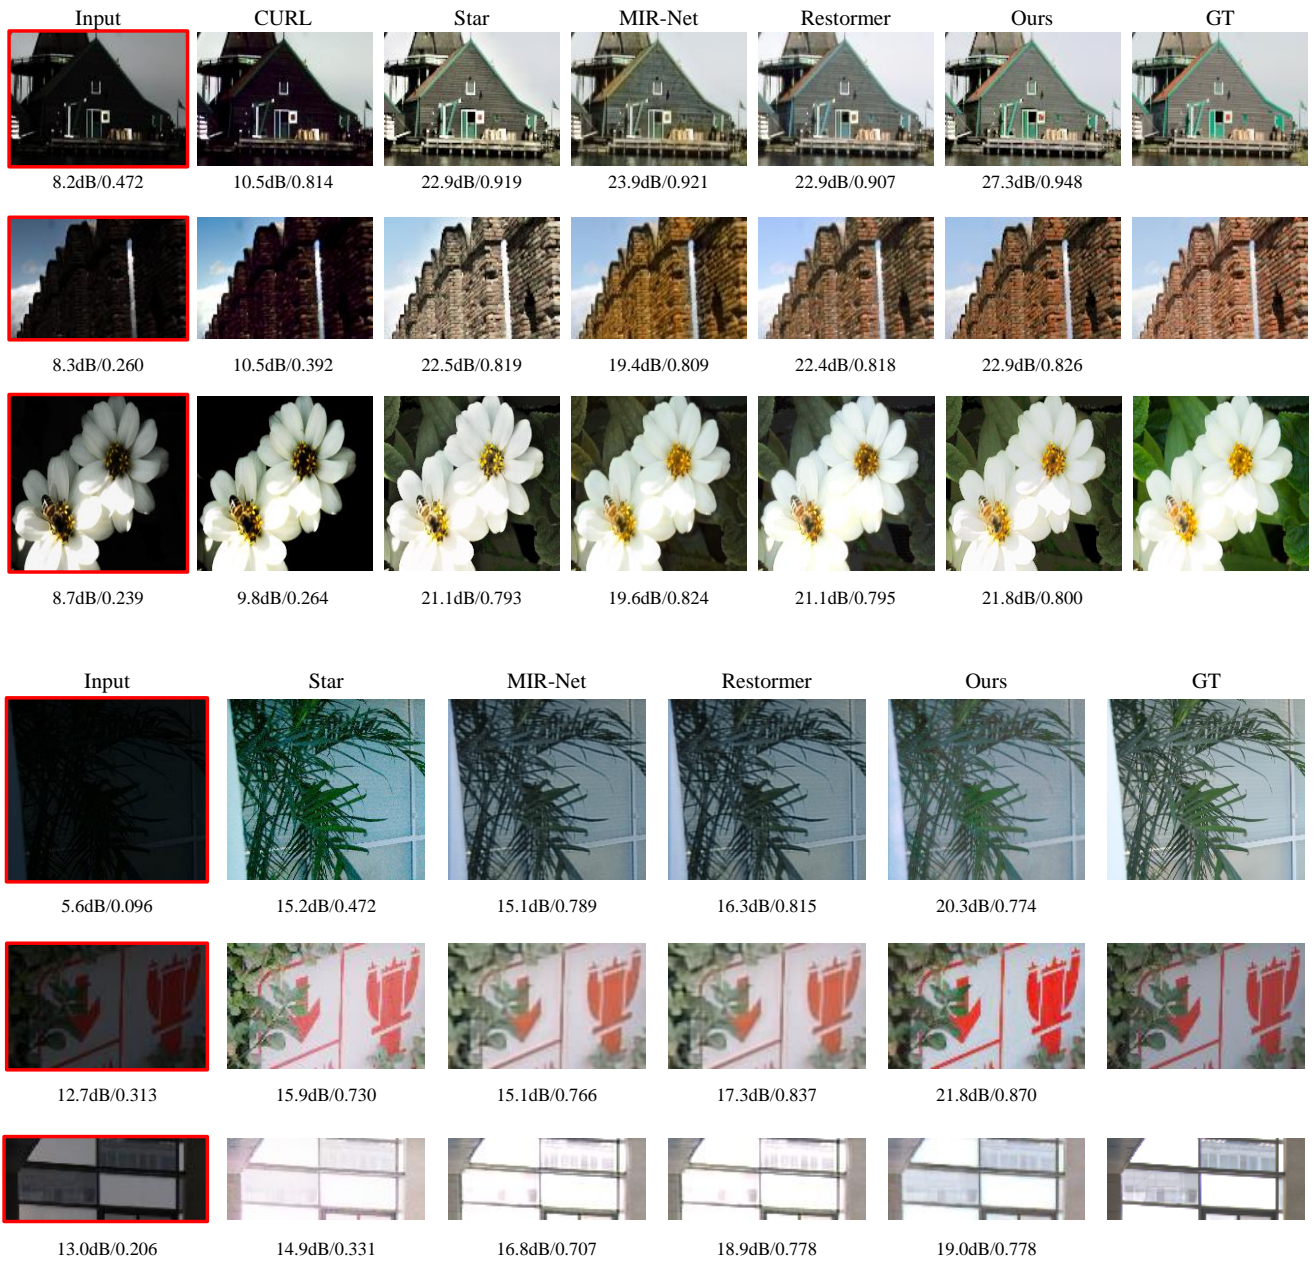 Input CURL Star MIR-Net Restormer Ours GT
8.2dB/0.472 10.5dB/0.814 22.9dB/0.919 23.9dB/0.921 22.9dB/0.907 27.3dB/0.948
8.3dB/0.260 10.5dB/0.392 22.5dB/0.819 19.4dB/0.809 22.4dB/0.818 22.9dB/0.826
8.7dB/0.239 9.8dB/0.264 21.1dB/0.793 19.6dB/0.824 21.1dB/0.795 21.8dB/0.800
Input Star MIR-Net Restormer Ours GT
5.6dB/0.096 15.2dB/0.472 15.1dB/0.789 16.3dB/0.815 20.3dB/0.774
12.7dB/0.313 15.9dB/0.730 15.1dB/0.766 17.3dB/0.837 21.8dB/0.870
13.0dB/0.206 14.9dB/0.331 16.8dB/0.707 18.9dB/0.778 19.0dB/0.778